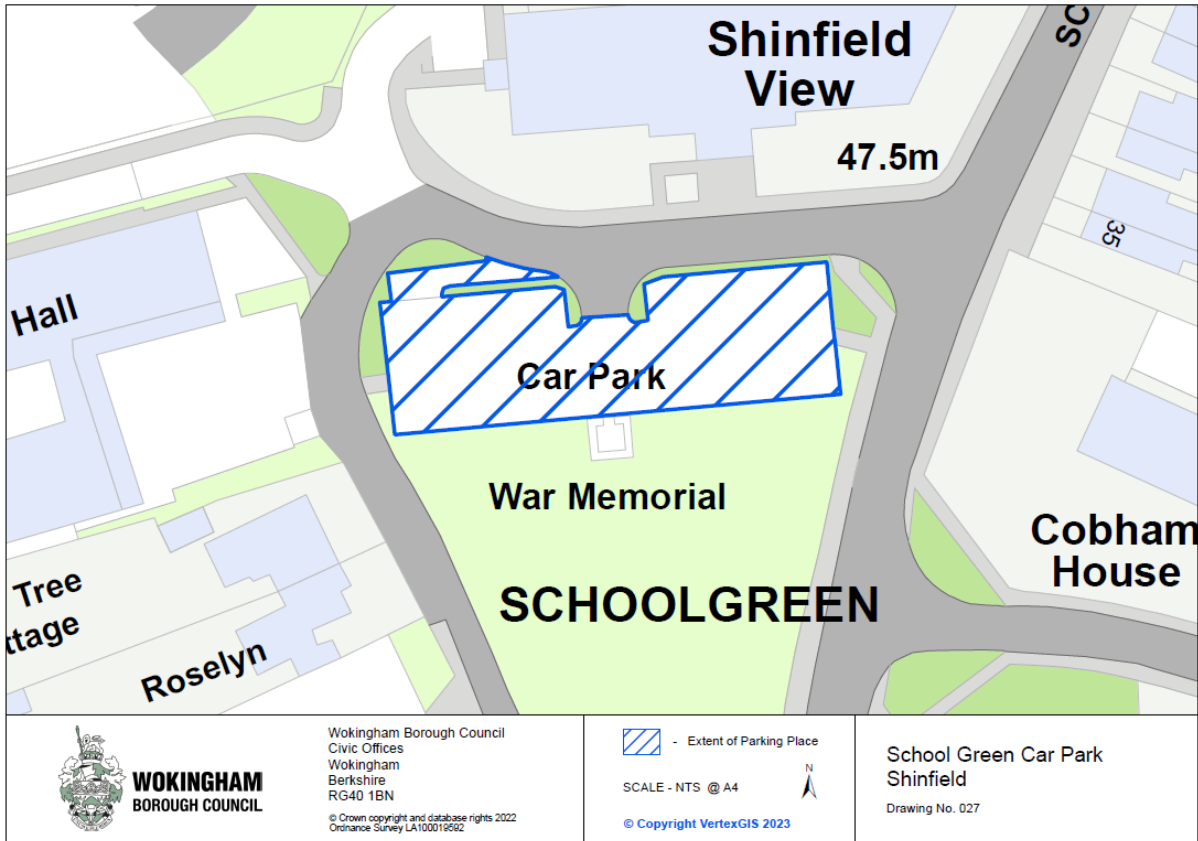 Shinfield
View
SC
47.5m
35
Hall
Car Park
War Memorial
Cobham
House
SCHOOLGREEN
Tree
ttage
Roselyn
WOKINGHAM
BOROUGH COUNCIL
Wokingham Borough Council
Civic Offices
Wokingham
Berkshire
RG40 1BN
© Crown copyright and database rights 2022
Ordnance Survey LA100019592
- Extent of Parking Place
SCALE - NTS @ A4
N
© Copyright VertexGIS 2023
School Green Car Park
Shinfield
Drawing No. 027